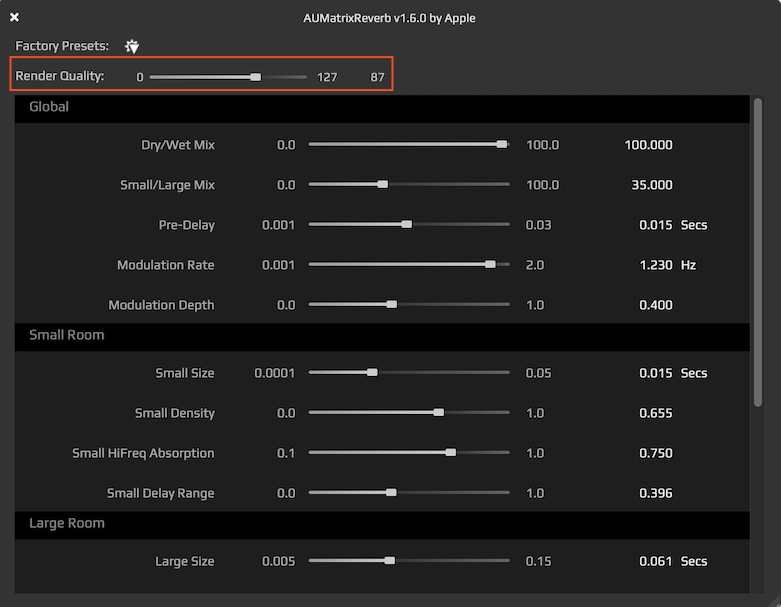 AUMatrixReverb v1.6.0 by Apple
Factory Presets:
Render Quality: 0 127 87
Global
Dry/Wet Mix 0.0 100.0 100.000
Small/Large Mix 0.0 100.0 35.000
Pre-Delay 0.001 0.03 0.015 Secs
Modulation Rate 0.001 2.0 1.230 Hz
Modulation Depth 0.0 1.0 0.400
Small Room
Small Size 0.0001 0.05 0.015 Secs
Small Density 0.0 1.0 0.655
Small HiFreq Absorption 0.1 1.0 0.750
Small Delay Range 0.0 1.0 0.396
Large Room
Large Size 0.005 0.15 0.061 Secs